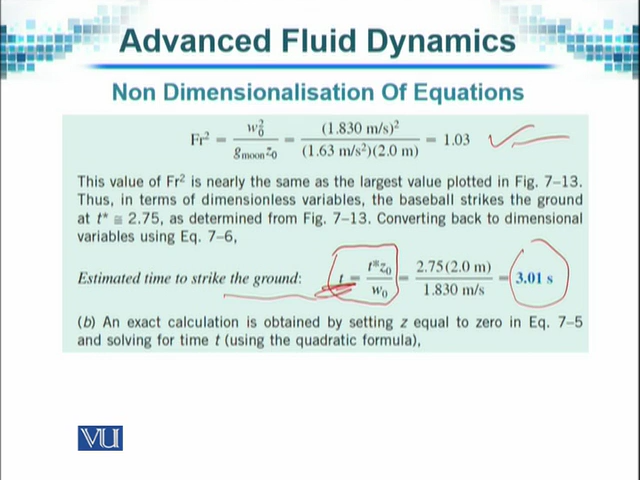 Advanced Fluid Dynamics
Non Dimensionalisation Of Equations
Fr² = w₀² / (g_moon z₀) = (1.830 m/s)² / ((1.63 m/s²)(2.0 m)) = 1.03
This value of Fr² is nearly the same as the largest value plotted in Fig. 7–13.
Thus, in terms of dimensionless variables, the baseball strikes the ground
at t* ≅ 2.75, as determined from Fig. 7–13. Converting back to dimensional
variables using Eq. 7–6,
Estimated time to strike the ground: t = t*z₀ / w₀ = 2.75(2.0 m) / 1.830 m/s = 3.01 s
(b) An exact calculation is obtained by setting z equal to zero in Eq. 7–5
and solving for time t (using the quadratic formula),
VU